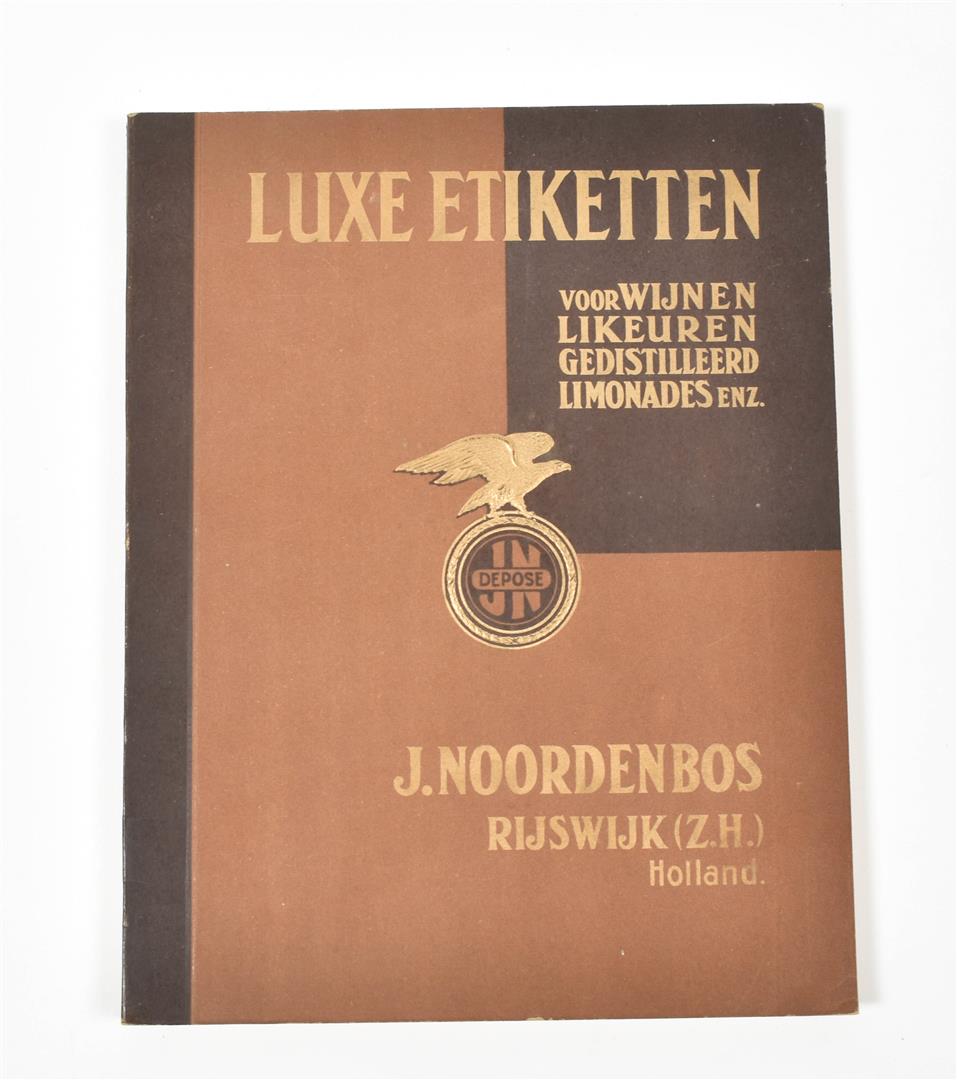 LUXE ETIKETTEN
VOOR WIJNEN
LIKEUREN
GEDISTILLEERD
LIMONADES ENZ.
JN
DEPOSE
JN
J. NOORDENBOS
RIJSWIJK (Z.H.)
Holland.